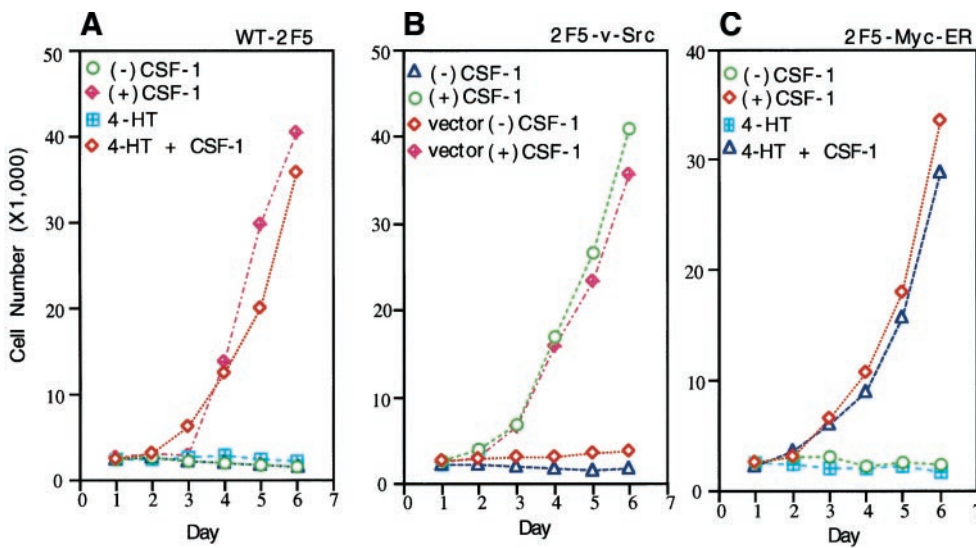 A
WT-2F5
50
40
30
20
10
0
Cell Number (X1,000)
(-) CSF-1
(+) CSF-1
4-HT
4-HT + CSF-1
0 1 2 3 4 5 6 7
Day
B
2F5-v-Src
50
40
30
20
10
0
(-) CSF-1
(+) CSF-1
vector (-) CSF-1
vector (+) CSF-1
0 1 2 3 4 5 6 7
Day
C
2F5-Myc-ER
40
30
20
10
0
(-) CSF-1
(+) CSF-1
4-HT
4-HT + CSF-1
0 1 2 3 4 5 6 7
Day